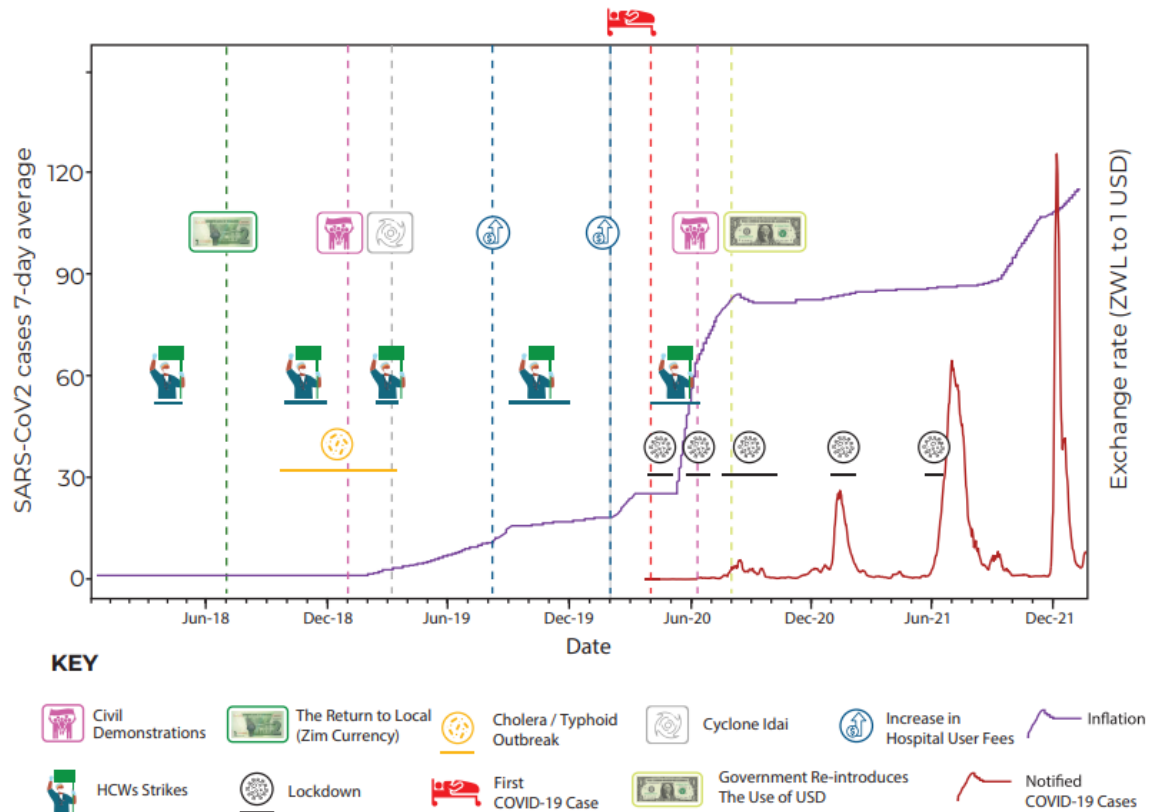 SARS-CoV2 cases 7-day average
120
90
60
30
0
Exchange rate (ZWL to 1 USD)
Jun-18 Dec-18 Jun-19 Dec-19 Jun-20 Dec-20 Jun-21 Dec-21
Date
KEY
Civil
Demonstrations
The Return to Local
(Zim Currency)
Cholera / Typhoid
Outbreak
Cyclone Idai
Increase in
Hospital User Fees
Inflation
HCWs Strikes
Lockdown
First
COVID-19 Case
Government Re-introduces
The Use of USD
Notified
COVID-19 Cases